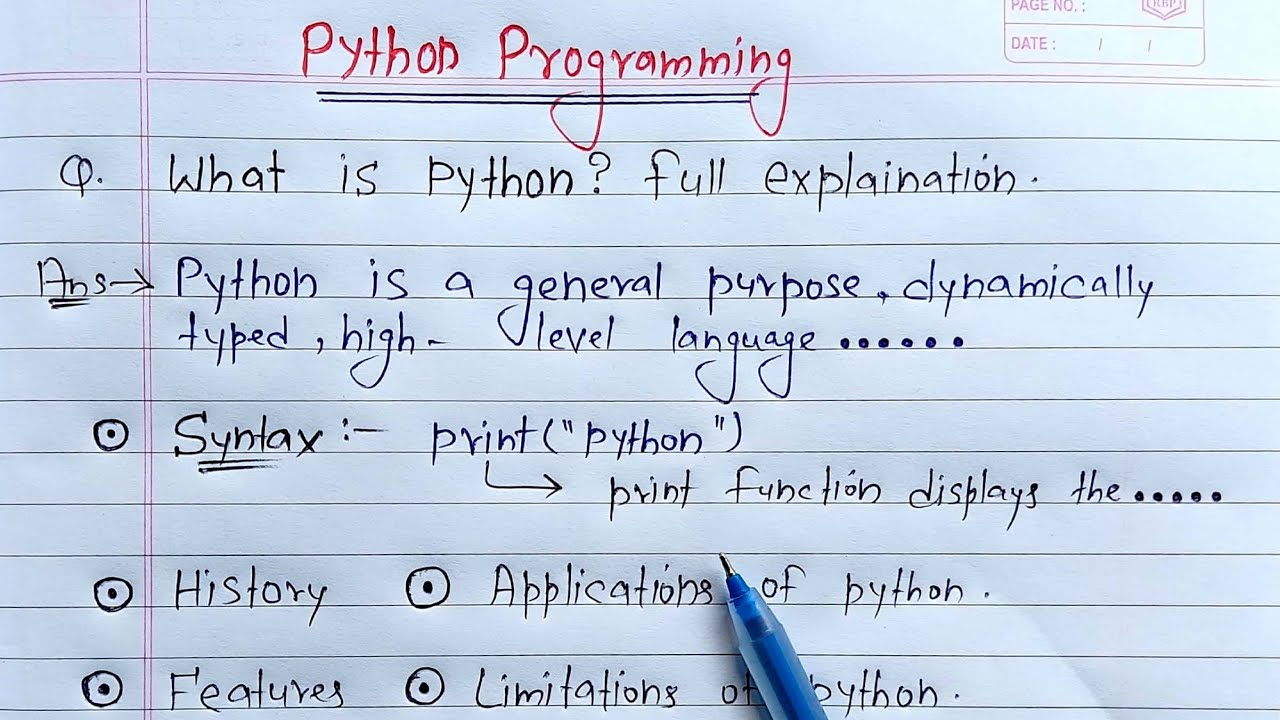 PAGE NO. :
RBP
DATE : / /
Python Programming
Q. What is python? full explaination.
Ans → Python is a general purpose, dynamically
typed, high- level language ......
⊙ Syntax :- print("python")
↳ print function displays the .....
⊙ History ⊙ Applications of python.
⊙ Features ⊙ Limitations of python.